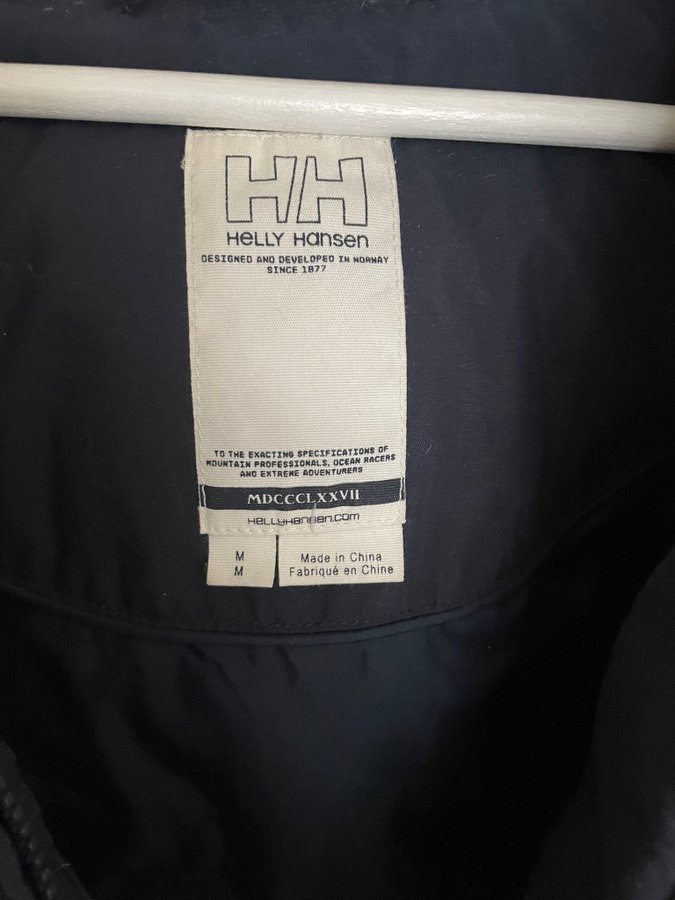 HH
HELLY HANSEN
DESIGNED AND DEVELOPED IN NORWAY
SINCE 1877
TO THE EXACTING SPECIFICATIONS OF
MOUNTAIN PROFESSIONALS, OCEAN RACERS
AND EXTREME ADVENTURERS
MDCCCLXXVII
HELLYHANSEN.COM
M
M
Made in China
Fabriqué en Chine